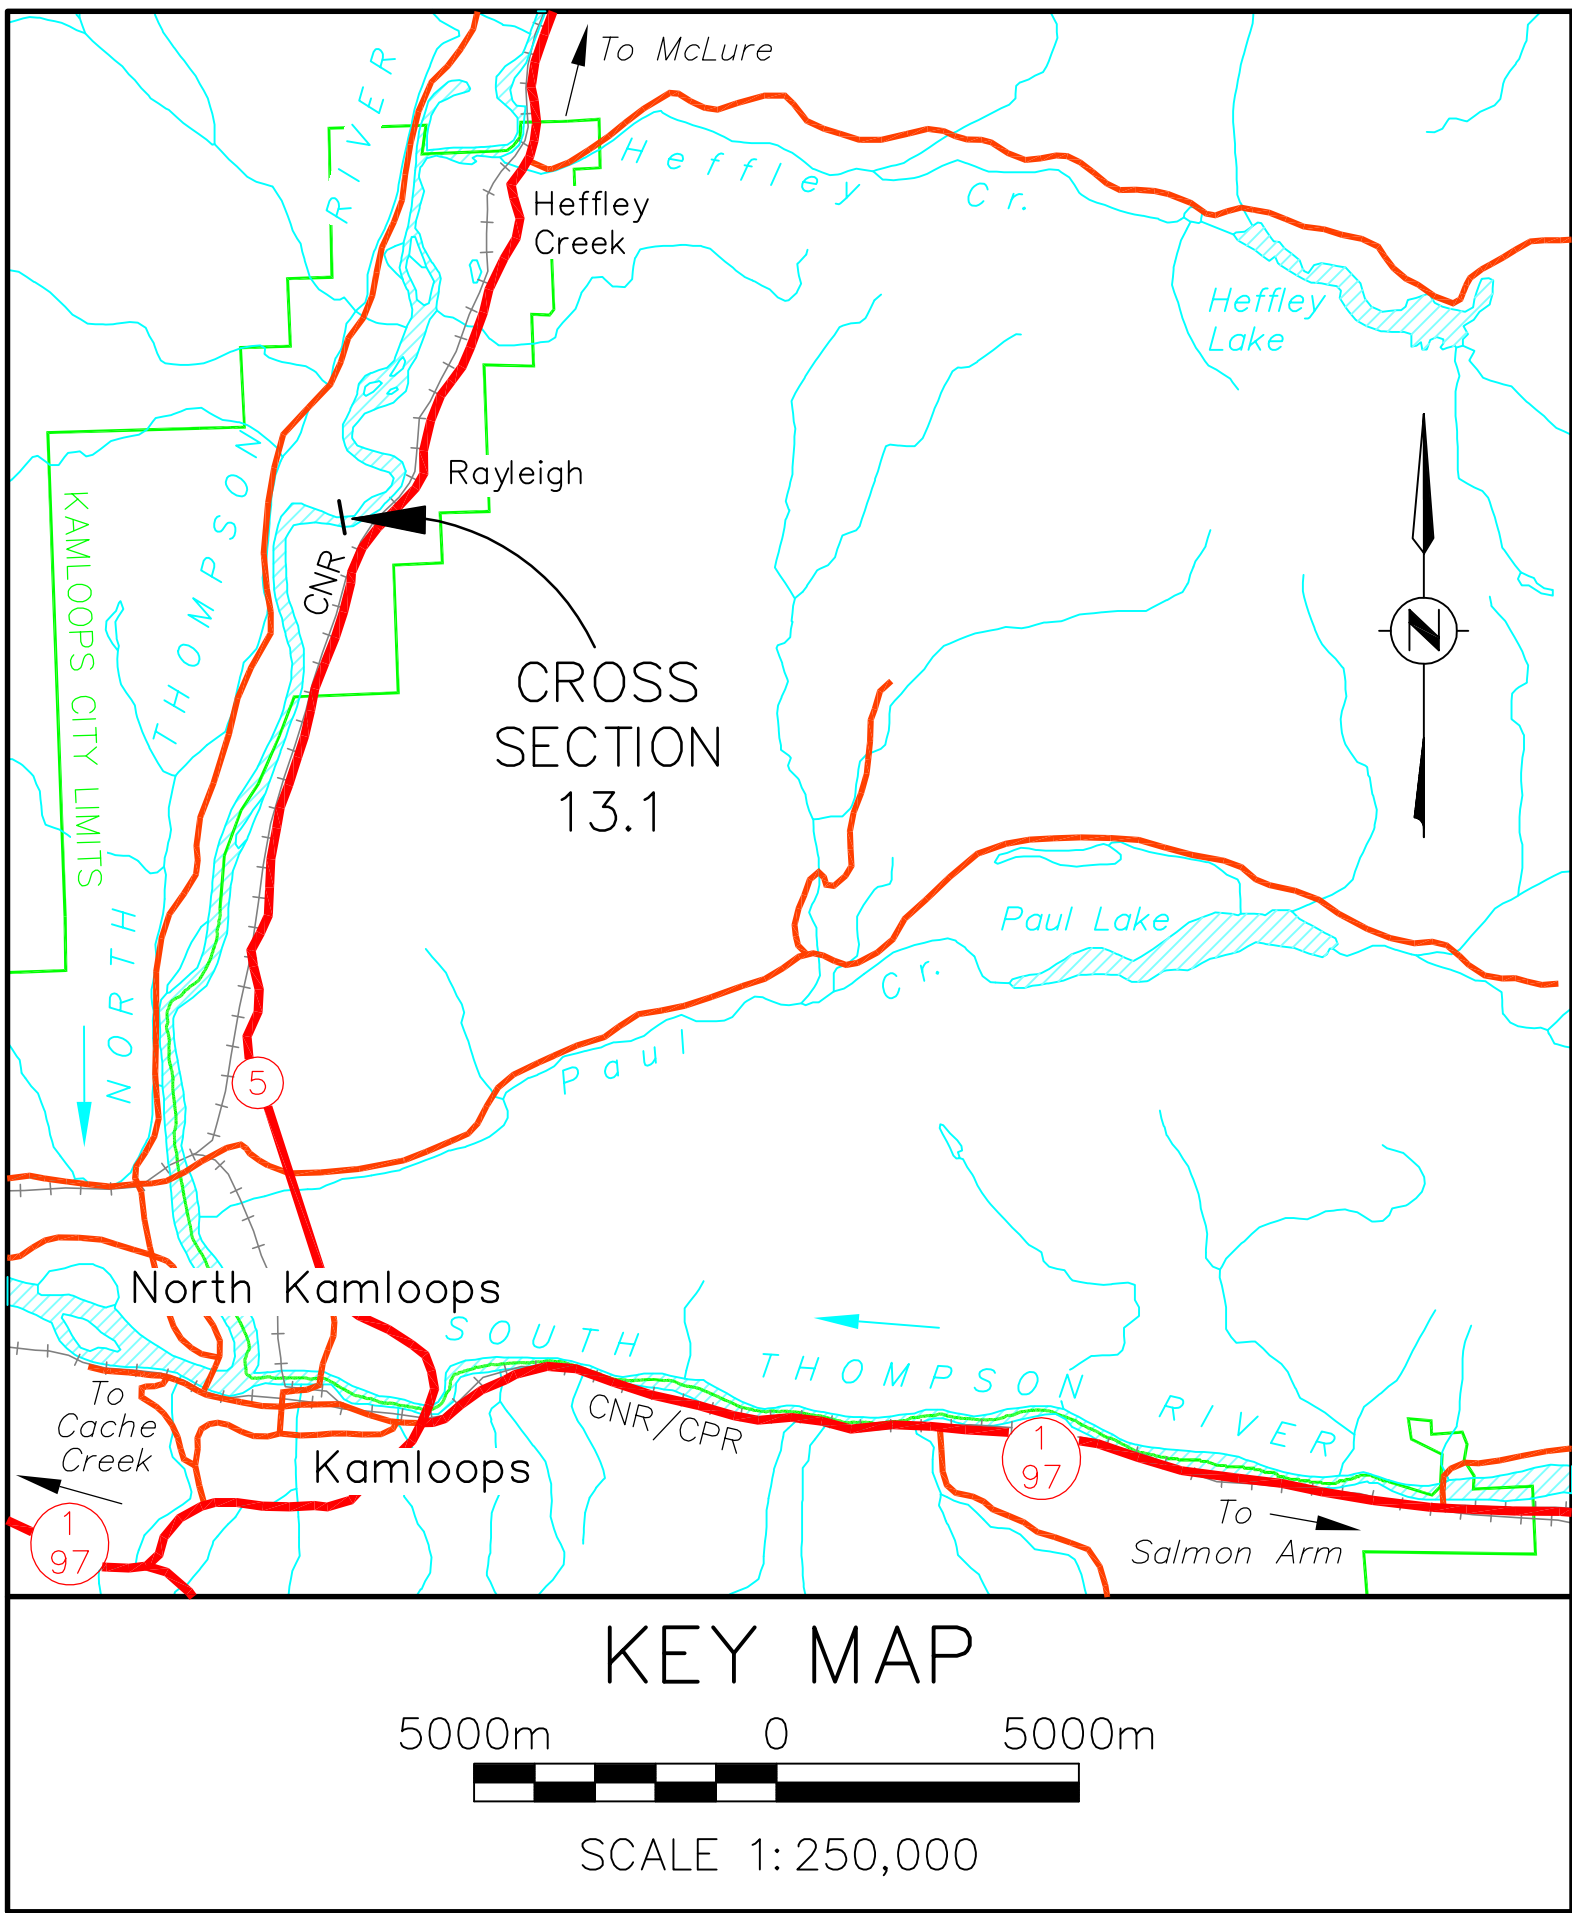 To McLure
RIVER
Heffley Cr.
Heffley
Creek
Heffley
Lake
THOMPSON
Rayleigh
KAMLOOPS CITY LIMITS
CNR
N
CROSS
SECTION
13.1
NORTH
Paul Lake
Paul Cr.
5
North Kamloops
SOUTH THOMPSON RIVER
To
Cache
Creek
CNR/CPR
Kamloops
1
97
1
97
To
Salmon Arm
KEY MAP
5000m 0 5000m
SCALE 1:250,000